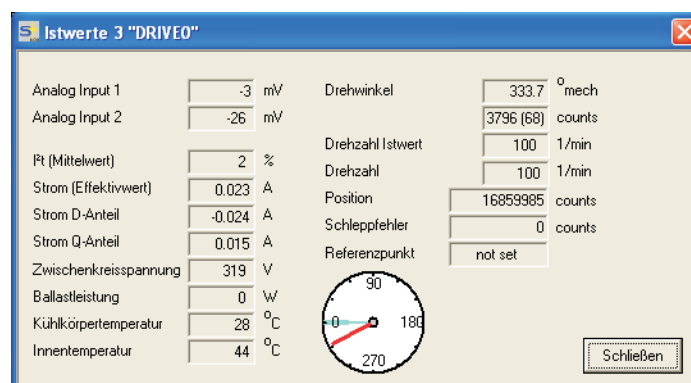 Istwerte 3 "DRIVE0"
Analog Input 1 -3 mV
Analog Input 2 -26 mV
I²t (Mittelwert) 2 %
Strom (Effektivwert) 0.023 A
Strom D-Anteil -0.024 A
Strom Q-Anteil 0.015 A
Zwischenkreisspannung 319 V
Ballastleistung 0 W
Kühlkörpertemperatur 28 °C
Innentemperatur 44 °C
Drehwinkel 333.7 °mech
3796 (68) counts
Drehzahl Istwert 100 1/min
Drehzahl 100 1/min
Position 16859985 counts
Schleppfehler 0 counts
Referenzpunkt not set
90
0 180
270
Schließen